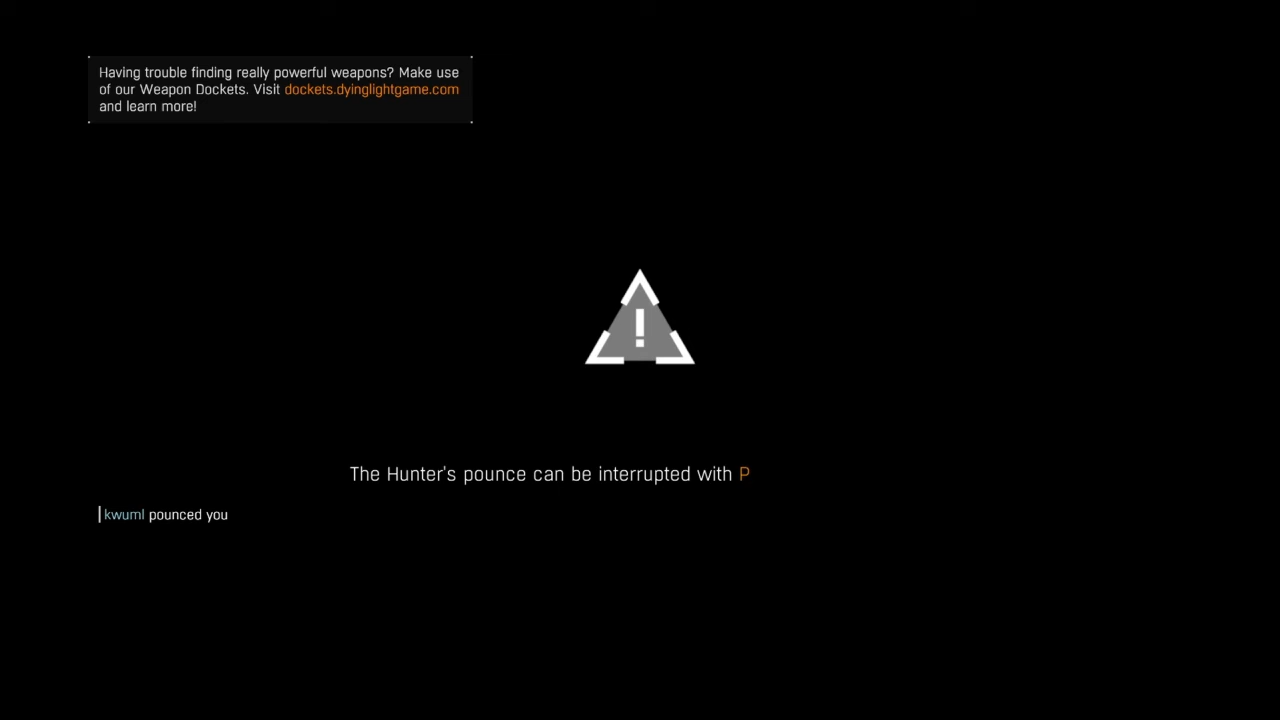 Having trouble finding really powerful weapons? Make use
of our Weapon Dockets. Visit dockets.dyinglightgame.com
and learn more!
!
The Hunter's pounce can be interrupted with P
kwuml pounced you